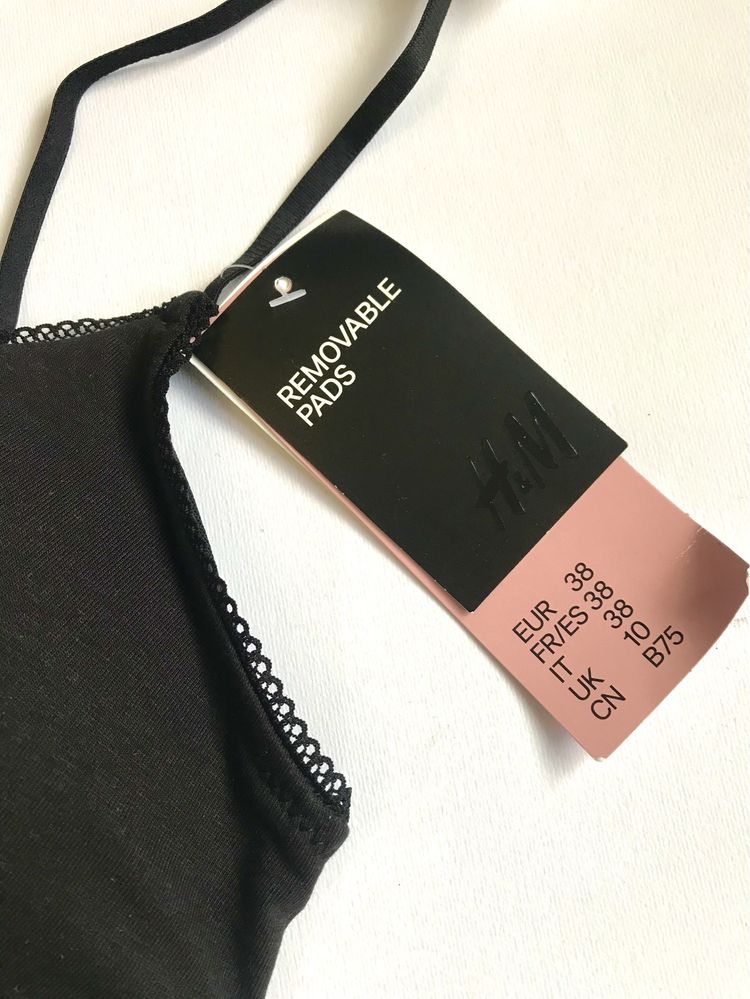 REMOVABLE
PADS
H&M
EUR 38
FR/ES 38
IT 38
UK 10
CN B75